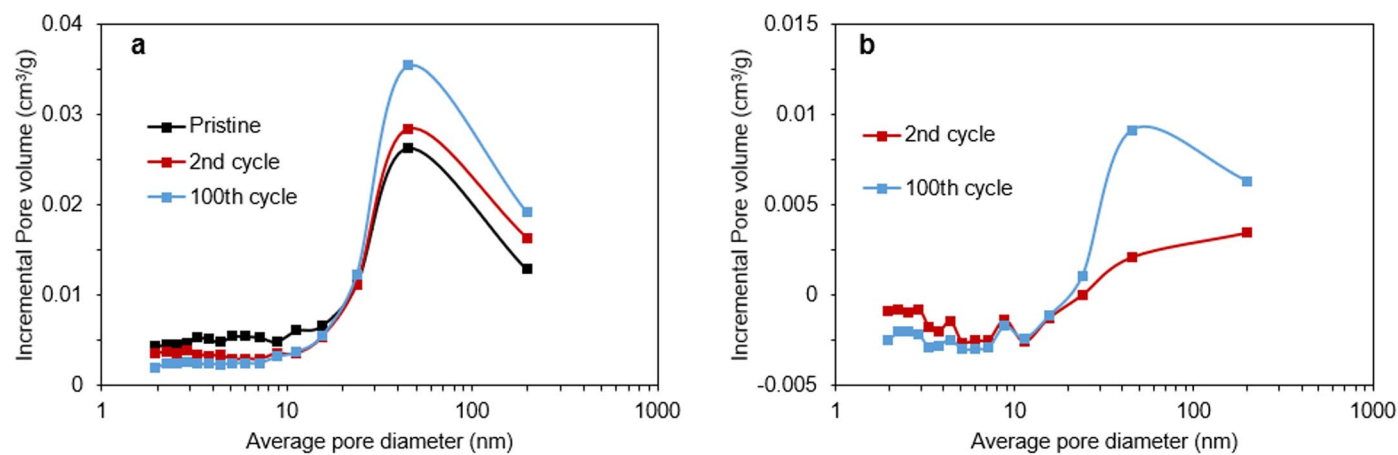 a
Incremental Pore volume (cm³/g)
0.04
0.03
0.02
0.01
0
Pristine
2nd cycle
100th cycle
1
10
100
1000
Average pore diameter (nm)
b
Incremental Pore volume (cm³/g)
0.015
0.01
0.005
0
-0.005
2nd cycle
100th cycle
1
10
100
1000
Average pore diameter (nm)